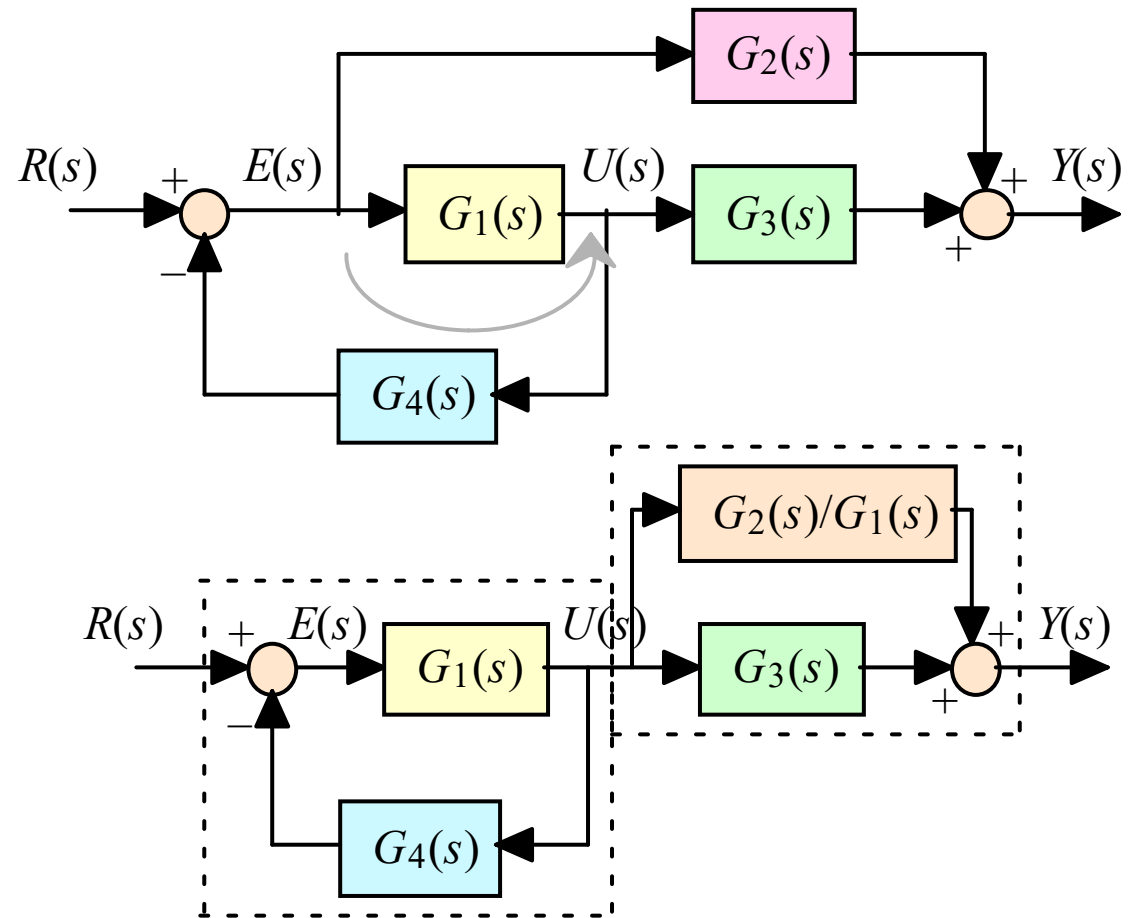 G2(s)
R(s) + E(s) U(s) + Y(s)
G1(s) G3(s)
− +
G4(s)
G2(s)/G1(s)
R(s) + E(s) U(s) + Y(s)
G1(s) G3(s)
− +
G4(s)